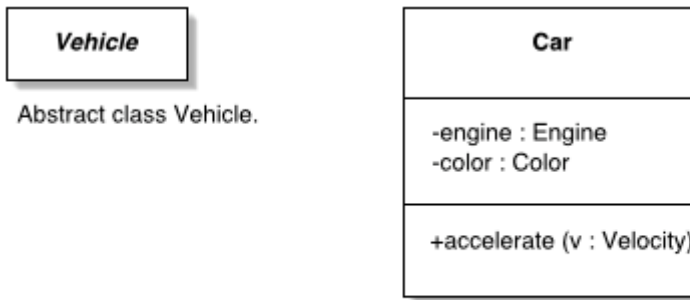 Vehicle
Abstract class Vehicle.
Car
-engine : Engine
-color : Color
+accelerate (v : Velocity)